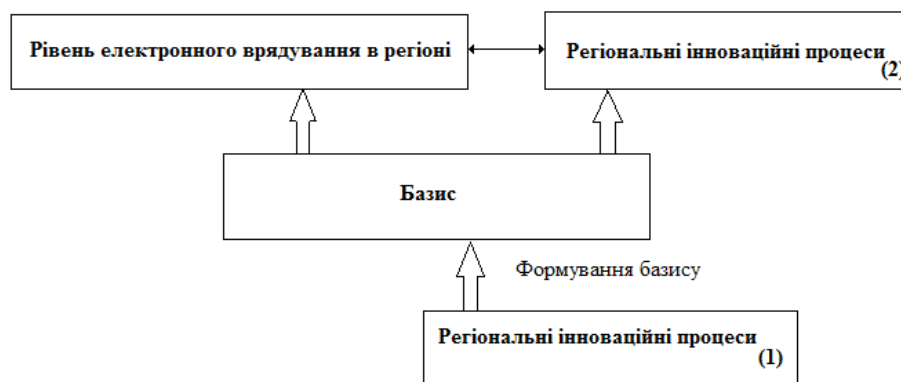 Рівень електронного врядування в регіоні
Регіональні інноваційні процеси
(2)
Базис
Формування базису
Регіональні інноваційні процеси
(1)